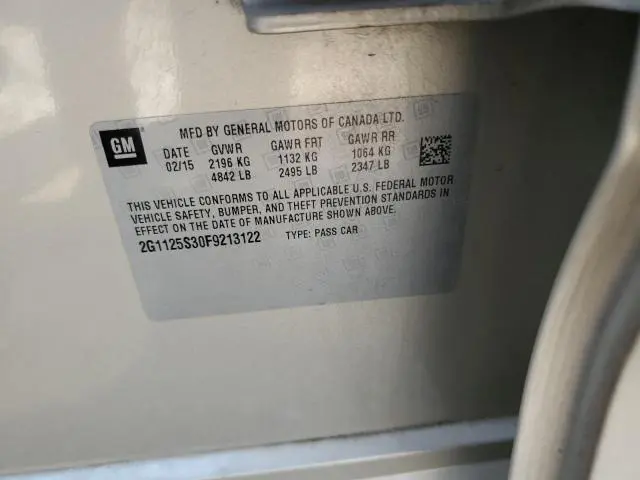 GM
MFD BY GENERAL MOTORS OF CANADA LTD.
DATE GVWR GAWR FRT GAWR RR
02/15 2196 KG 1132 KG 1064 KG
4842 LB 2495 LB 2347 LB
THIS VEHICLE CONFORMS TO ALL APPLICABLE U.S. FEDERAL MOTOR
VEHICLE SAFETY, BUMPER, AND THEFT PREVENTION STANDARDS IN
EFFECT ON THE DATE OF MANUFACTURE SHOWN ABOVE.
2G1125S30F9213122 TYPE: PASS CAR